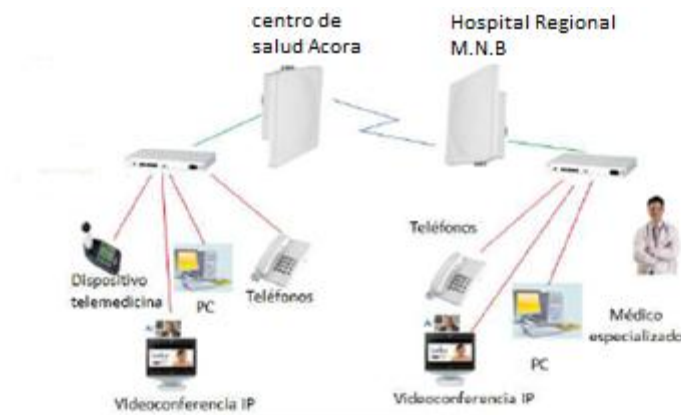 centro de
salud Acora
Hospital Regional
M.N.B
Dispositivo
telemedicina
PC
Teléfonos
Videoconferencia IP
Teléfonos
PC
Médico
especializado
Videoconferencia IP